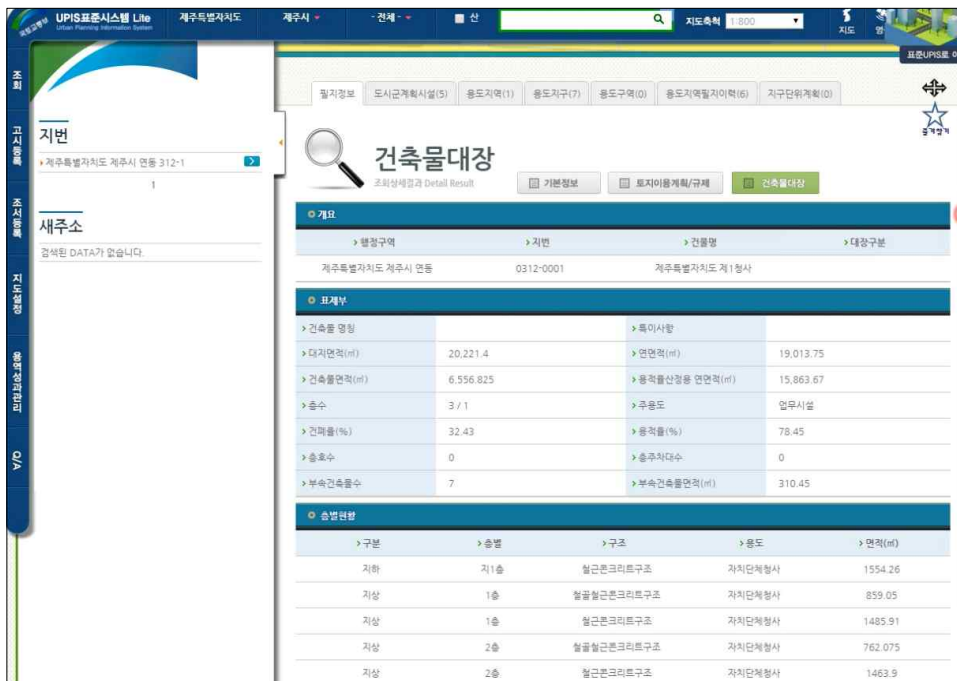 UPIS표준시스템 Lite
Urban Planning Information System
제주특별자치도
제주시
- 전체 -
산
지도축척 1:800
지도
표준UPIS로
조회
고시등록
조서등록
지도설정
용역성과관리
Q/A
지번
제주특별자치도 제주시 연동 312-1
1
새주소
검색된 DATA가 없습니다.
필지정보 도시군계획시설(5) 용도지역(1) 용도지구(7) 용도구역(0) 용도지역필지이력(6) 지구단위계획(0)
즐겨찾기
건축물대장
조회상세결과 Detail Result
기본정보 토지이용계획/규제 건축물대장
개요
행정구역 지번 건물명 대장구분
제주특별자치도 제주시 연동 0312-0001 제주특별자치도 제1청사
표제부
건축물 명칭 특이사항
대지면적(㎡) 20,221.4 연면적(㎡) 19,013.75
건축물면적(㎡) 6,556.825 용적률산정용 연면적(㎡) 15,863.67
층수 3 / 1 주용도 업무시설
건폐율(%) 32.43 용적률(%) 78.45
총호수 0 총주차대수 0
부속건축물수 7 부속건축물면적(㎡) 310.45
층별현황
구분 층별 구조 용도 면적(㎡)
지하 지1층 철근콘크리트구조 자치단체청사 1554.26
지상 1층 철골철근콘크리트구조 자치단체청사 859.05
지상 1층 철근콘크리트구조 자치단체청사 1485.91
지상 2층 철골철근콘크리트구조 자치단체청사 762.075
지상 2층 철근콘크리트구조 자치단체청사 1463.9